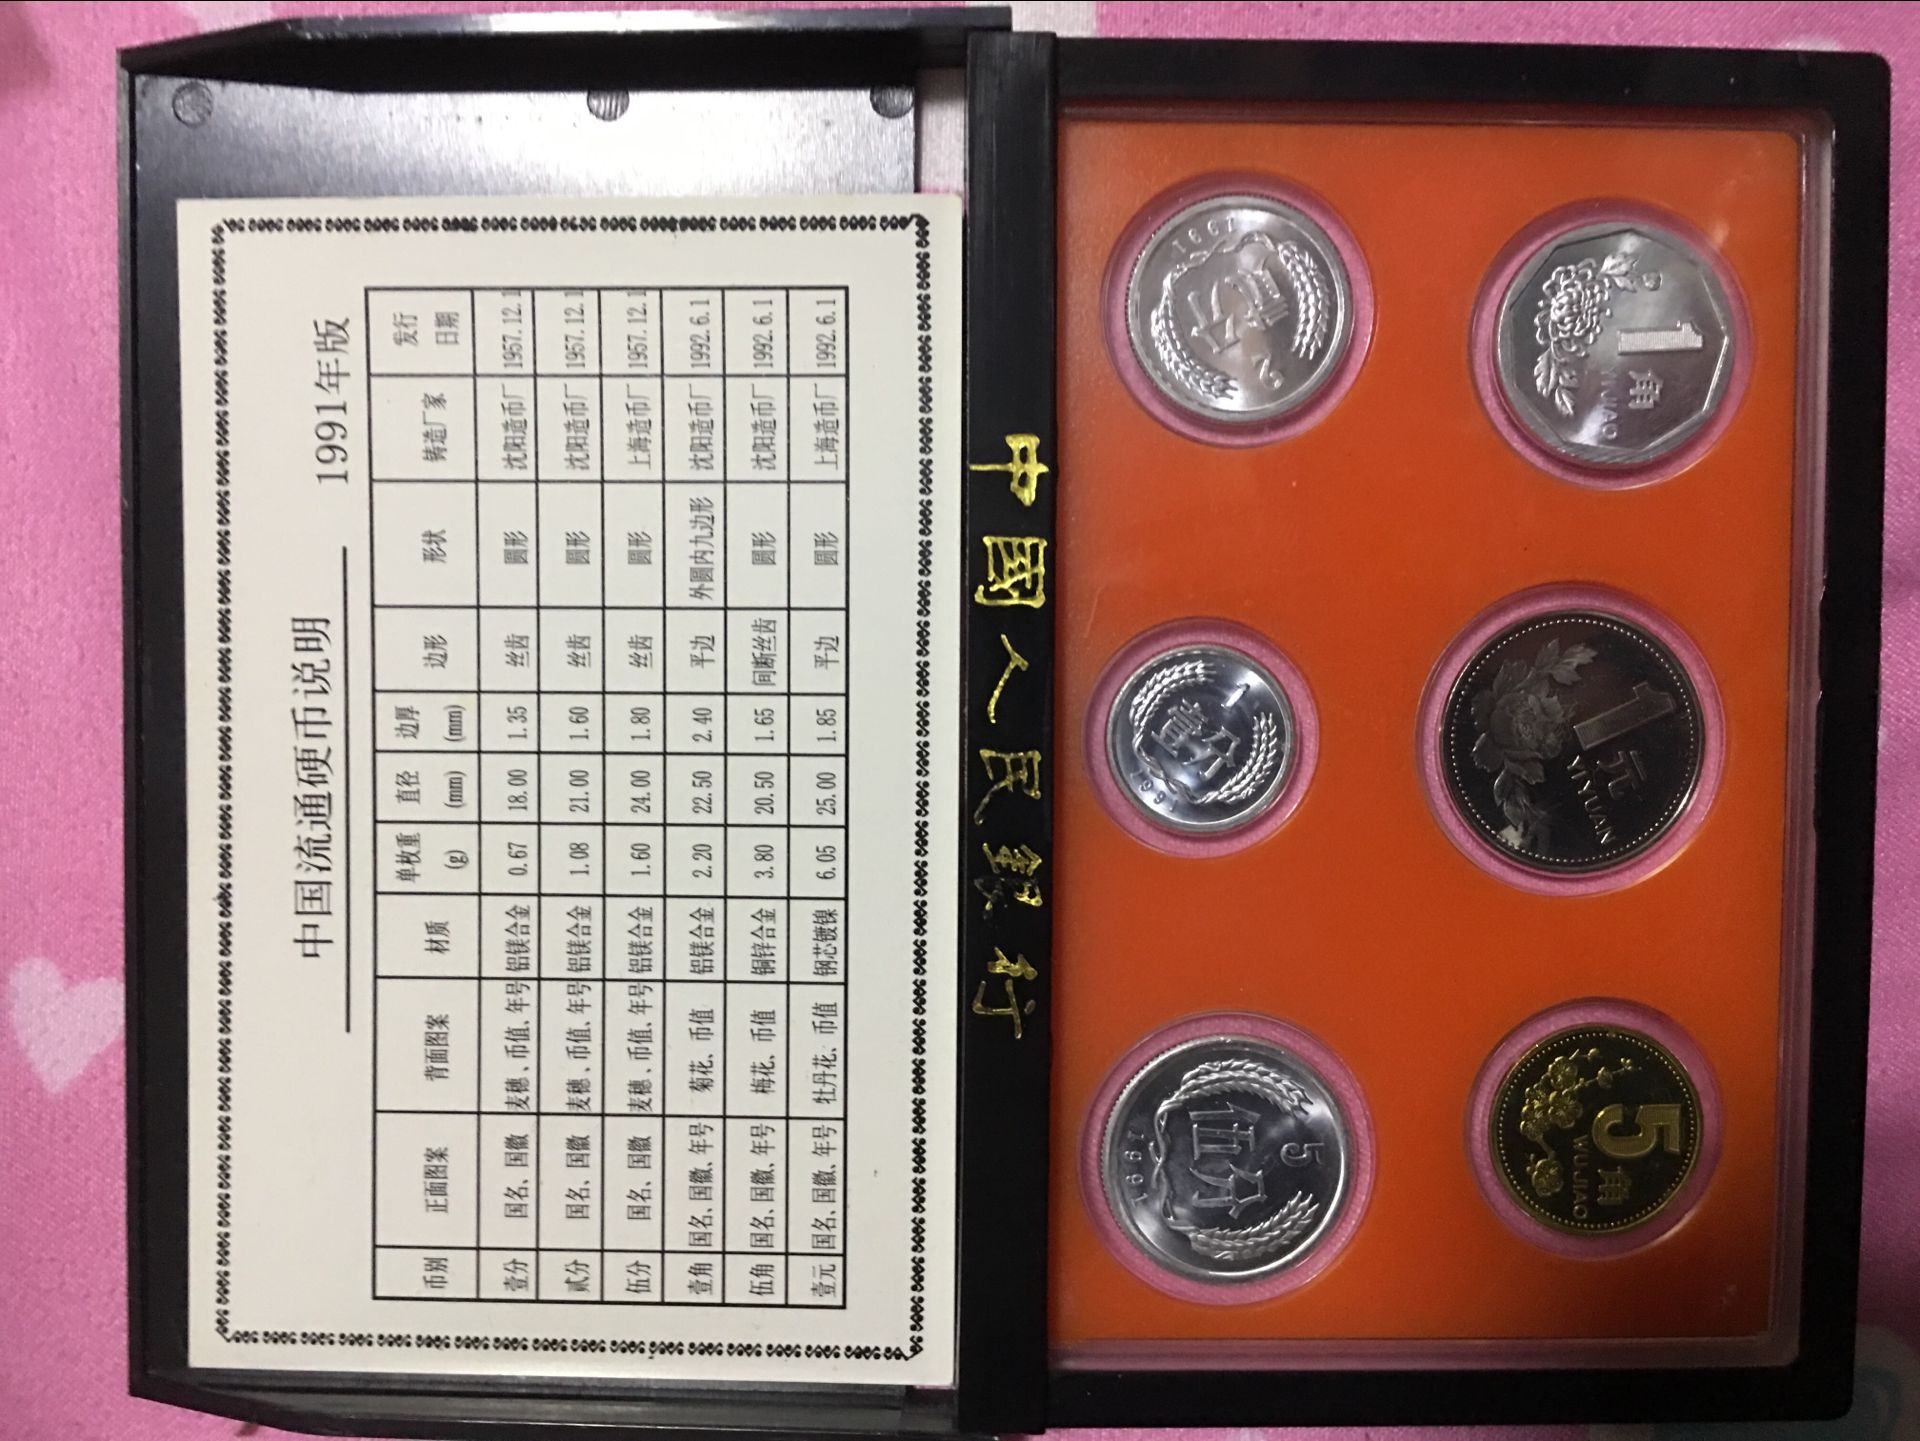 中国流通硬币说明 1991年版
币别 正面图案 背面图案 材质 单枚重(g) 直径(mm) 边厚(mm) 边形 形状 铸造厂家 发行日期
壹分 国名、国徽 麦穗、币值、年号 铝镁合金 0.67 18.00 1.35 丝齿 圆形 沈阳造币厂 1957.12.1
贰分 国名、国徽 麦穗、币值、年号 铝镁合金 1.08 21.00 1.60 丝齿 圆形 沈阳造币厂 1957.12.1
伍分 国名、国徽 麦穗、币值、年号 铝镁合金 1.60 24.00 1.80 丝齿 圆形 上海造币厂 1957.12.1
壹角 国名、国徽、年号 菊花、币值 铝镁合金 2.20 22.50 2.40 平边 外圆内九边形 沈阳造币厂 1992.6.1
伍角 国名、国徽、年号 梅花、币值 铜锌合金 3.80 20.50 1.65 间断丝齿 圆形 沈阳造币厂 1992.6.1
壹元 国名、国徽、年号 牡丹花、币值 钢芯镀镍 6.05 25.00 1.85 平边 圆形 上海造币厂 1992.6.1
中國人民銀行
5
伍分
1991
1
壹分
1991
2
贰分
1991
5
角
WU JIAO
1
元
YI YUAN
1
角
YI JIAO